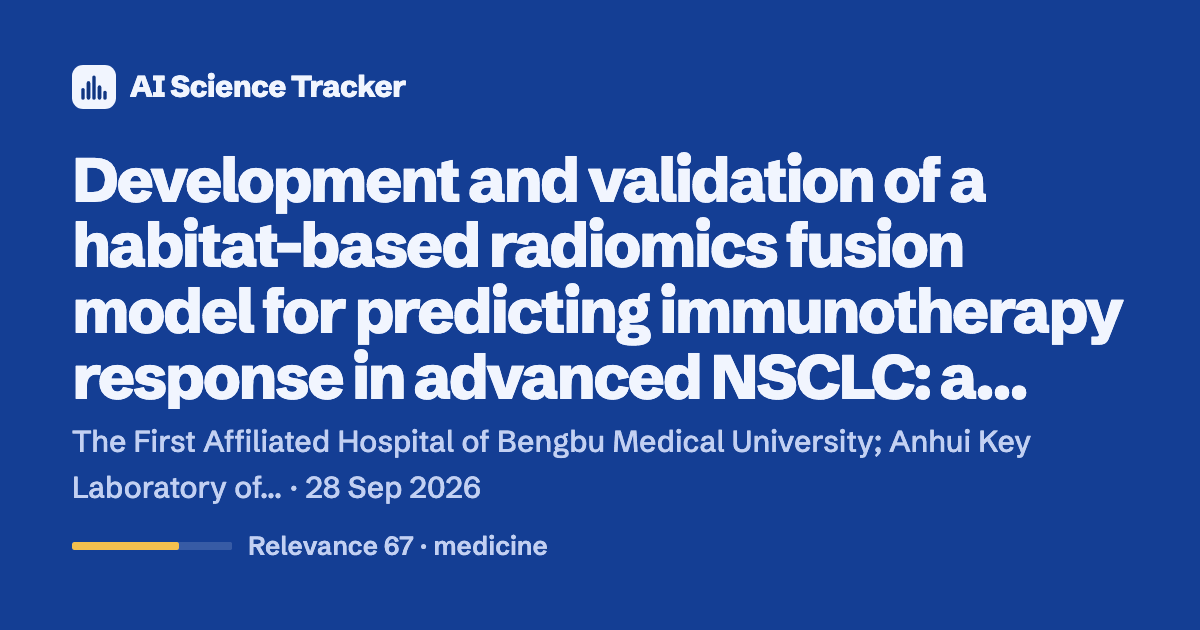 AI Science Tracker
Development and validation of a
habitat-based radiomics fusion
model for predicting immunotherapy
response in advanced NSCLC: a...
The First Affiliated Hospital of Bengbu Medical University; Anhui Key
Laboratory of... · 28 Sep 2026
Relevance 67 · medicine